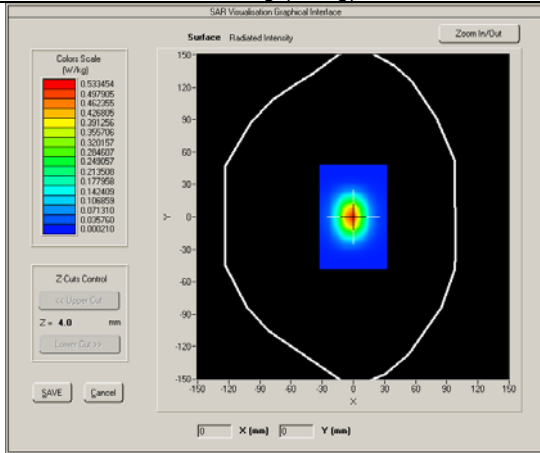 SAR Visualisation Graphical Interface
Surface Radiated Intensity
Zoom In/Out
Colors Scale
(W/kg)
0.533454
0.497905
0.462355
0.426805
0.391256
0.355706
0.320157
0.284607
0.249057
0.213508
0.177958
0.142409
0.106859
0.071310
0.035760
0.000210
150
120
90
60
30
0
-30
-60
-90
-120
-150
Y
-150 -120 -90 -60 -30 0 30 60 90 120 150
X
Z-Cuts Control
<< Upper Cut
Z = 4.0 mm
Lower Cut >>
SAVE Cancel
0 X (mm) 0 Y (mm)